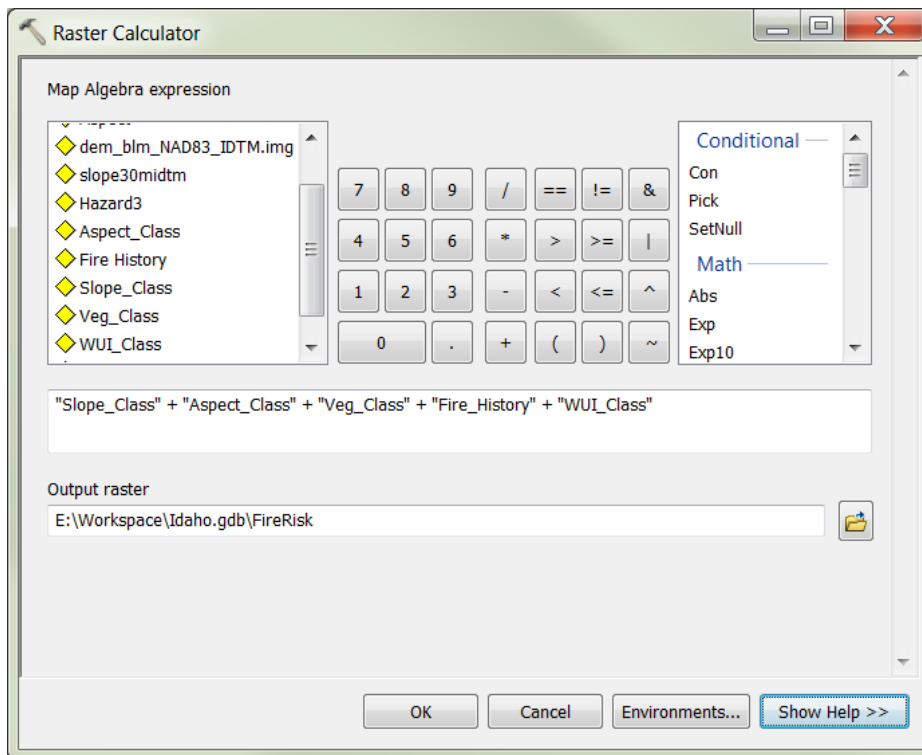 Raster Calculator
Map Algebra expression
dem_blm_NAD83_IDTM.img
slope30midtm
Hazard3
Aspect_Class
Fire History
Slope_Class
Veg_Class
WUI_Class
7 8 9 / == != &
4 5 6 * > >= |
1 2 3 - < <= ^
0 . + ( ) ~
Conditional
Con
Pick
SetNull
Math
Abs
Exp
Exp10
"Slope_Class" + "Aspect_Class" + "Veg_Class" + "Fire_History" + "WUI_Class"
Output raster
E:\Workspace\Idaho.gdb\FireRisk
OK Cancel Environments... Show Help >>